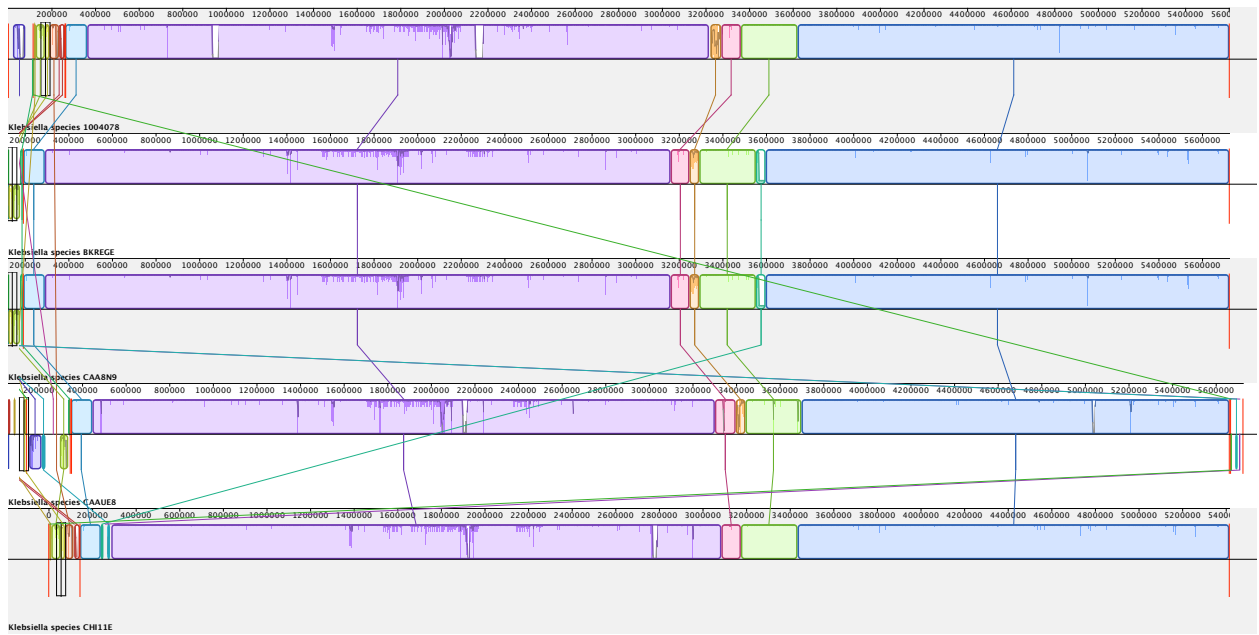 200000 400000 600000 800000 1000000 1200000 1400000 1600000 1800000 2000000 2200000 2400000 2600000 2800000 3000000 3200000 3400000 3600000 3800000 4000000 4200000 4400000 4600000 4800000 5000000 5200000 5400000 5600
Klebsiella species 1004078
200000 400000 600000 800000 1000000 1200000 1400000 1600000 1800000 2000000 2200000 2400000 2600000 2800000 3000000 3200000 3400000 3600000 3800000 4000000 4200000 4400000 4600000 4800000 5000000 5200000 5400000 5600000
Klebsiella species BKREGE
200000 400000 600000 800000 1000000 1200000 1400000 1600000 1800000 2000000 2200000 2400000 2600000 2800000 3000000 3200000 3400000 3600000 3800000 4000000 4200000 4400000 4600000 4800000 5000000 5200000 5400000 5600000
Klebsiella species CAA8N9
200000 400000 600000 800000 1000000 1200000 1400000 1600000 1800000 2000000 2200000 2400000 2600000 2800000 3000000 3200000 3400000 3600000 3800000 4000000 4200000 4400000 4600000 4800000 5000000 5200000 5400000 5600000
Klebsiella species CAAUE8
0 200000 400000 600000 800000 1000000 1200000 1400000 1600000 1800000 2000000 2200000 2400000 2600000 2800000 3000000 3200000 3400000 3600000 3800000 4000000 4200000 4400000 4600000 4800000 5000000 5200000 5400
Klebsiella species CHI11E